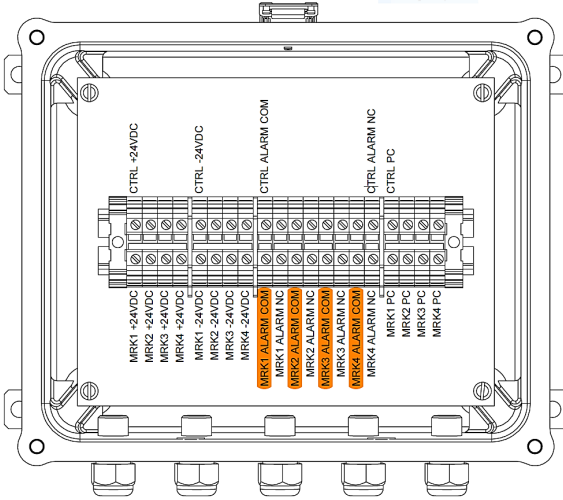 CTRL +24VDC
CTRL -24VDC
CTRL ALARM COM
CTRL ALARM NC
CTRL PC
MRK1 +24VDC
MRK2 +24VDC
MRK3 +24VDC
MRK4 +24VDC
MRK1 -24VDC
MRK2 -24VDC
MRK3 -24VDC
MRK4 -24VDC
MRK1 ALARM COM
MRK1 ALARM NC
MRK2 ALARM COM
MRK2 ALARM NC
MRK3 ALARM COM
MRK3 ALARM NC
MRK4 ALARM COM
MRK4 ALARM NC
MRK1 PC
MRK2 PC
MRK3 PC
MRK4 PC